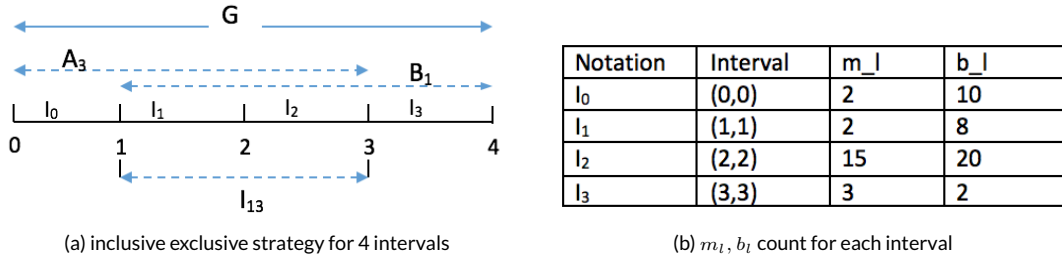 G
A₃
B₁
I₀ I₁ I₂ I₃
0 1 2 3 4
I₁₃
(a) inclusive exclusive strategy for 4 intervals
Notation Interval m_l b_l
I₀ (0,0) 2 10
I₁ (1,1) 2 8
I₂ (2,2) 15 20
I₃ (3,3) 3 2
(b) mₗ, bₗ count for each interval